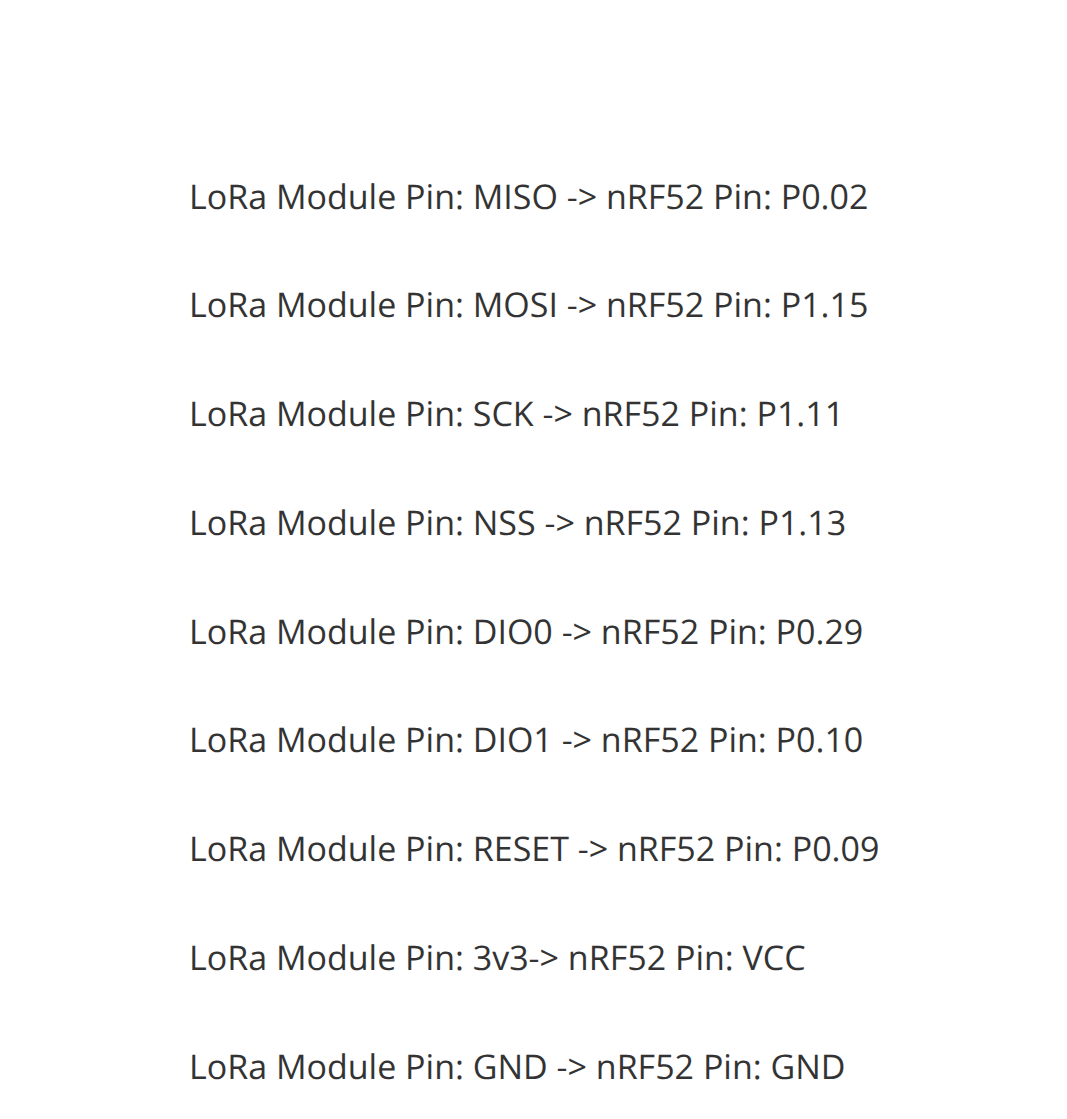 LoRa Module Pin: MISO -> nRF52 Pin: P0.02
LoRa Module Pin: MOSI -> nRF52 Pin: P1.15
LoRa Module Pin: SCK -> nRF52 Pin: P1.11
LoRa Module Pin: NSS -> nRF52 Pin: P1.13
LoRa Module Pin: DIO0 -> nRF52 Pin: P0.29
LoRa Module Pin: DIO1 -> nRF52 Pin: P0.10
LoRa Module Pin: RESET -> nRF52 Pin: P0.09
LoRa Module Pin: 3v3-> nRF52 Pin: VCC
LoRa Module Pin: GND -> nRF52 Pin: GND